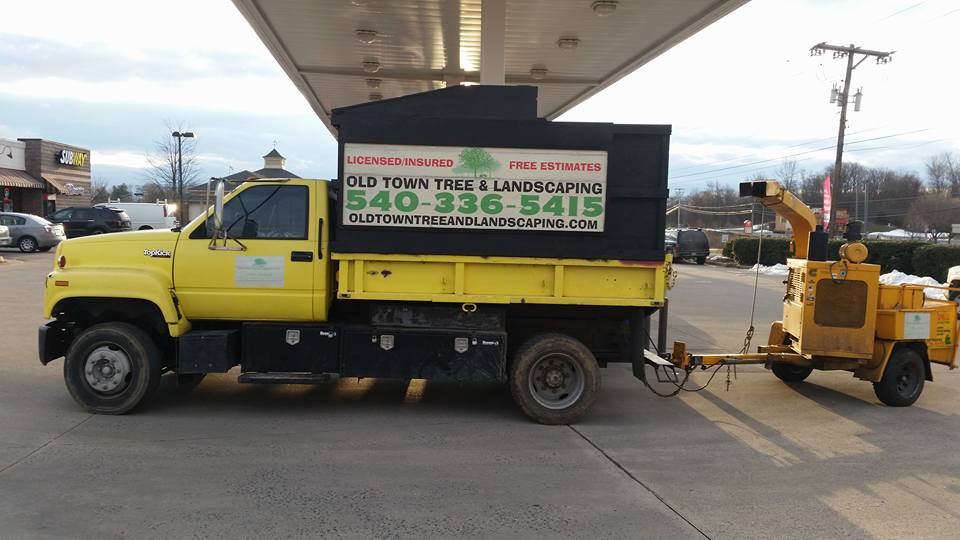 SUBWAY
LICENSED/INSURED FREE ESTIMATES
OLD TOWN TREE & LANDSCAPING
540-336-5415
OLDTOWNTREEANDLANDSCAPING.COM
TOPKICK